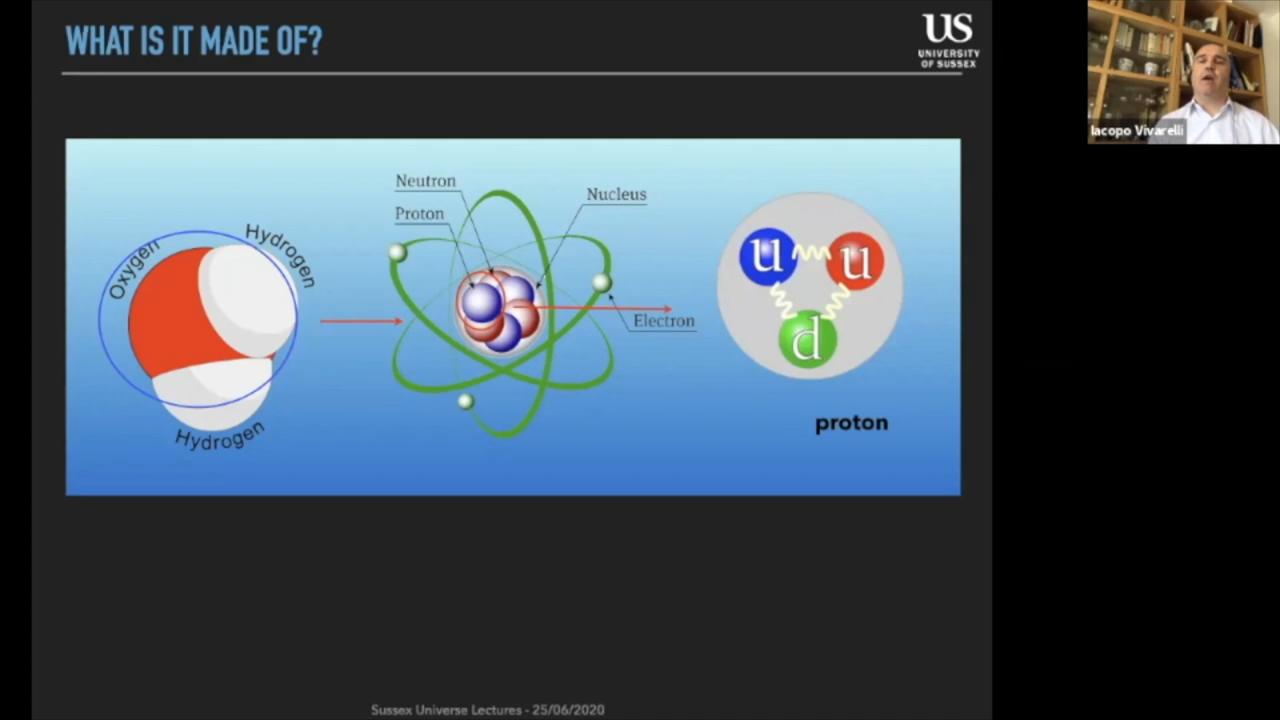 WHAT IS IT MADE OF?
US
UNIVERSITY
OF SUSSEX
Iacopo Vivarelli
Oxygen
Hydrogen
Hydrogen
Neutron
Proton
Nucleus
Electron
u
u
d
proton
Sussex Universe Lectures - 25/06/2020